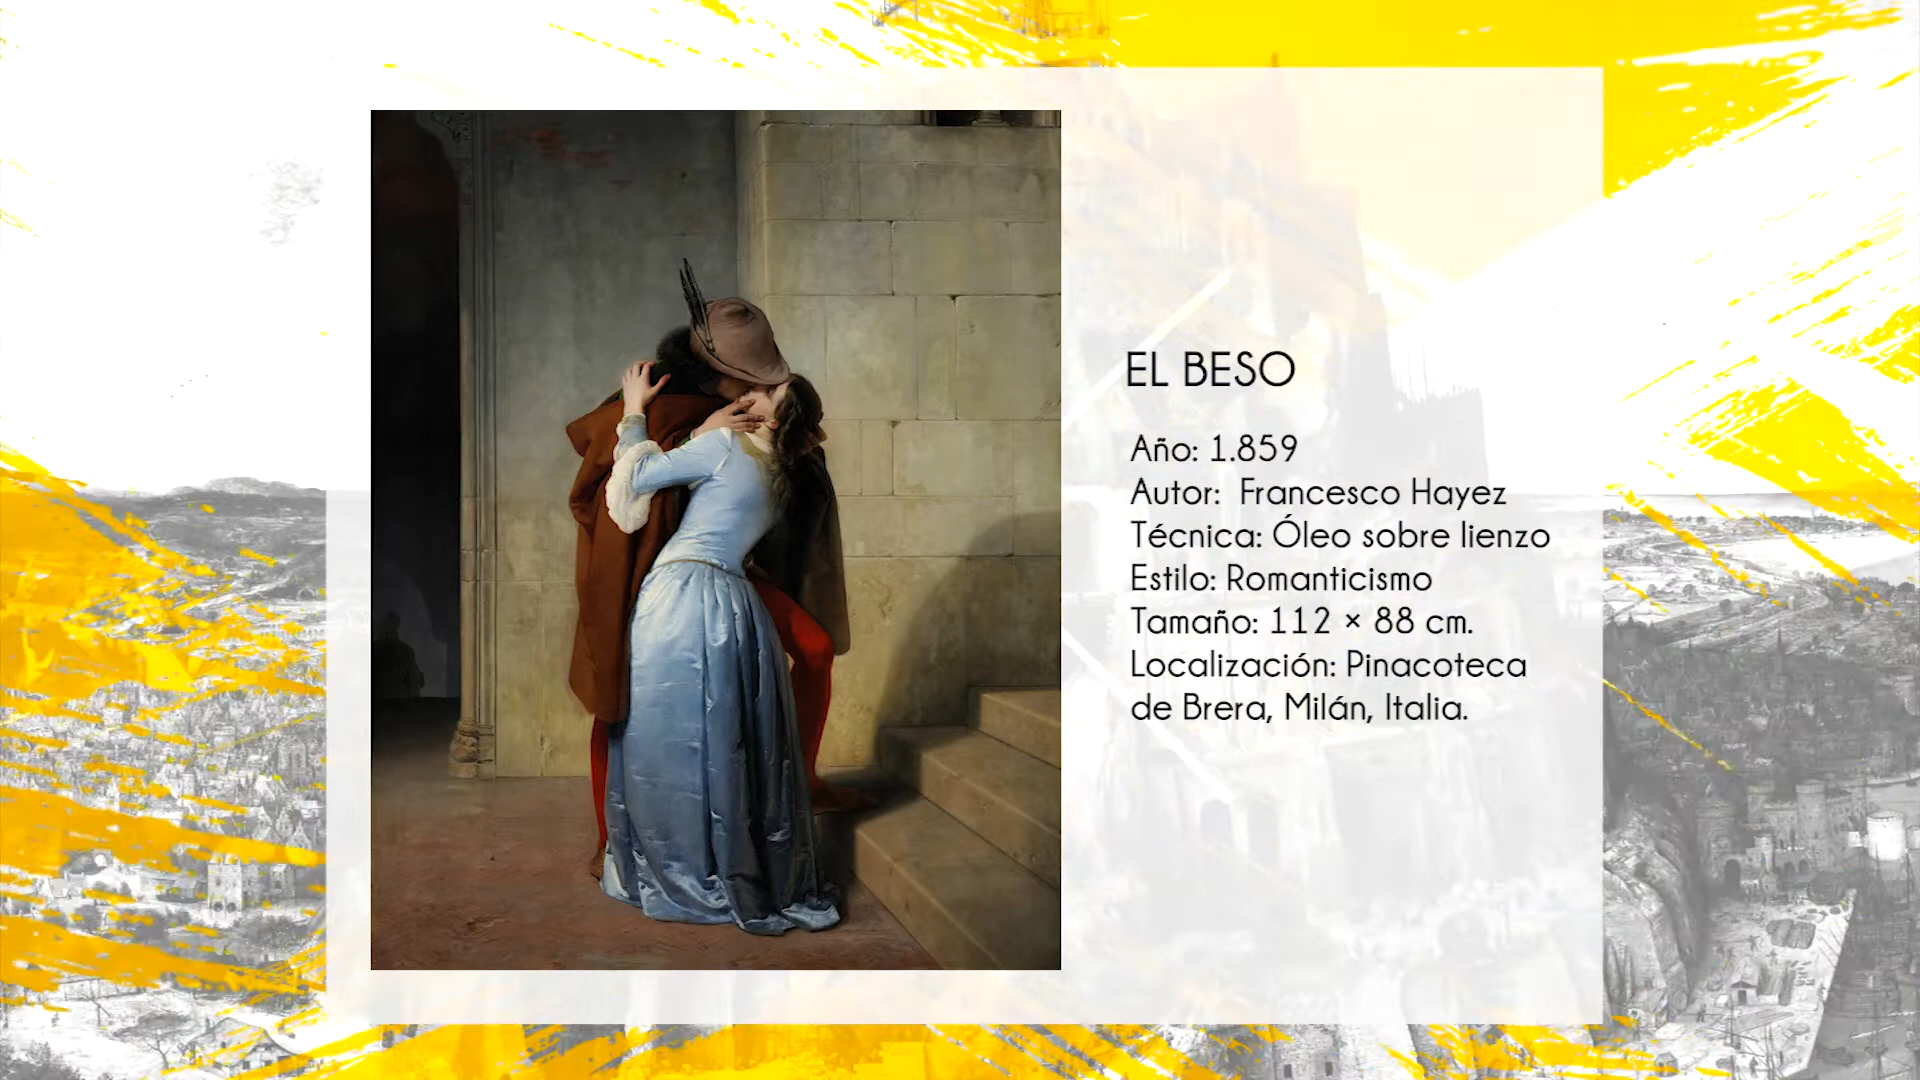 EL BESO
Año: 1.859
Autor: Francesco Hayez
Técnica: Óleo sobre lienzo
Estilo: Romanticismo
Tamaño: 112 × 88 cm.
Localización: Pinacoteca
de Brera, Milán, Italia.